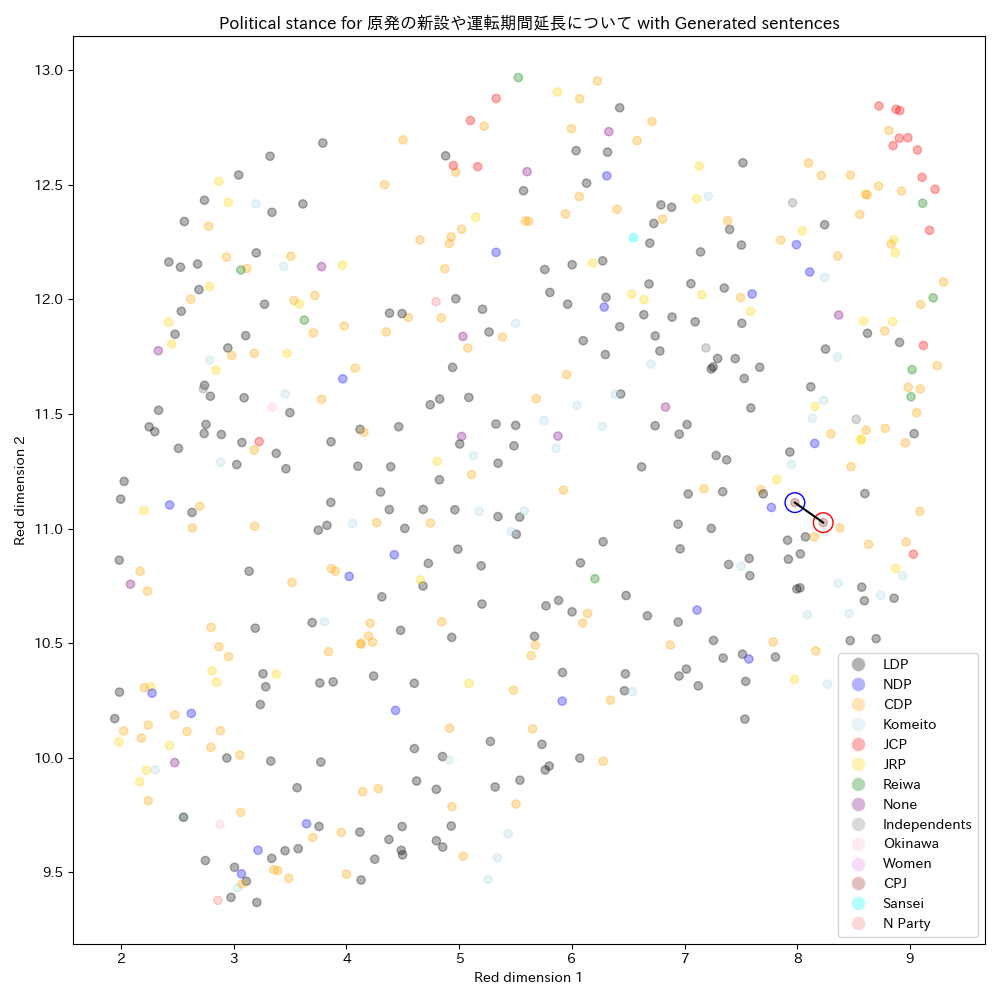 Political stance for 原発の新設や運転期間延長について with Generated sentences
13.0
12.5
12.0
11.5
11.0
10.5
10.0
9.5
Red dimension 2
2 3 4 5 6 7 8 9
Red dimension 1
LDP
NDP
CDP
Komeito
JCP
JRP
Reiwa
None
Independents
Okinawa
Women
CPJ
Sansei
N Party